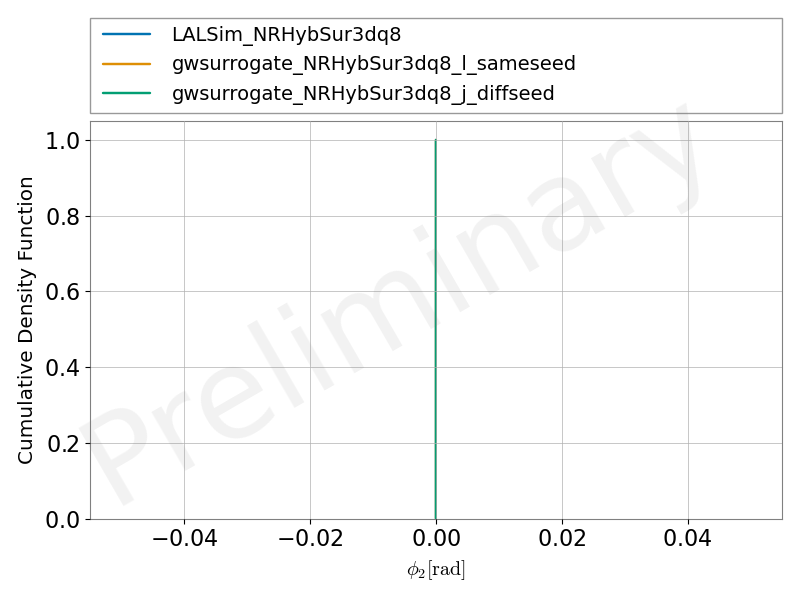 LALSim_NRHybSur3dq8
gwsurrogate_NRHybSur3dq8_l_sameseed
gwsurrogate_NRHybSur3dq8_j_diffseed
Preliminary
Cumulative Density Function
1.0
0.8
0.6
0.4
0.2
0.0
−0.04 −0.02 0.00 0.02 0.04
ϕ₂[rad]